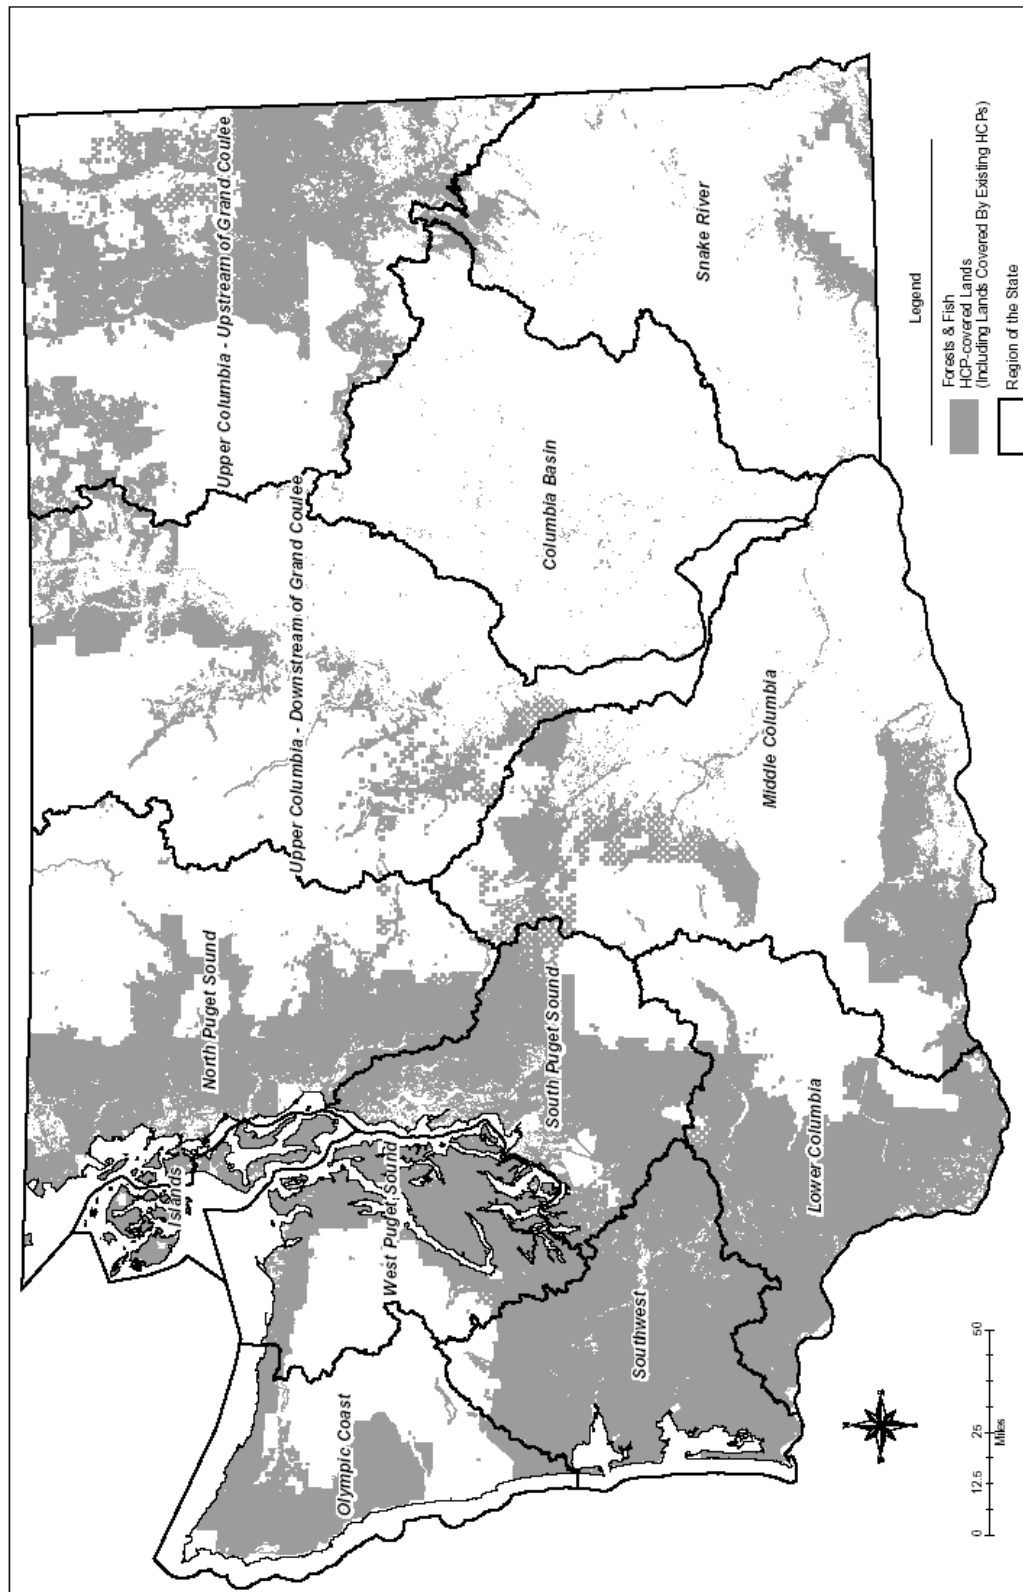 Upper Columbia - Upstream of Grand Coulee
Snake River
Upper Columbia - Downstream of Grand Coulee
Columbia Basin
North Puget Sound
South Puget Sound
Middle Columbia
Islands
West Puget Sound
Lower Columbia
Olympic Coast
Southwest
Legend
Forests & Fish
HCP-covered Lands
(Including Lands Covered By Existing HCPs)
Region of the State
0 12.5 25 50
Miles